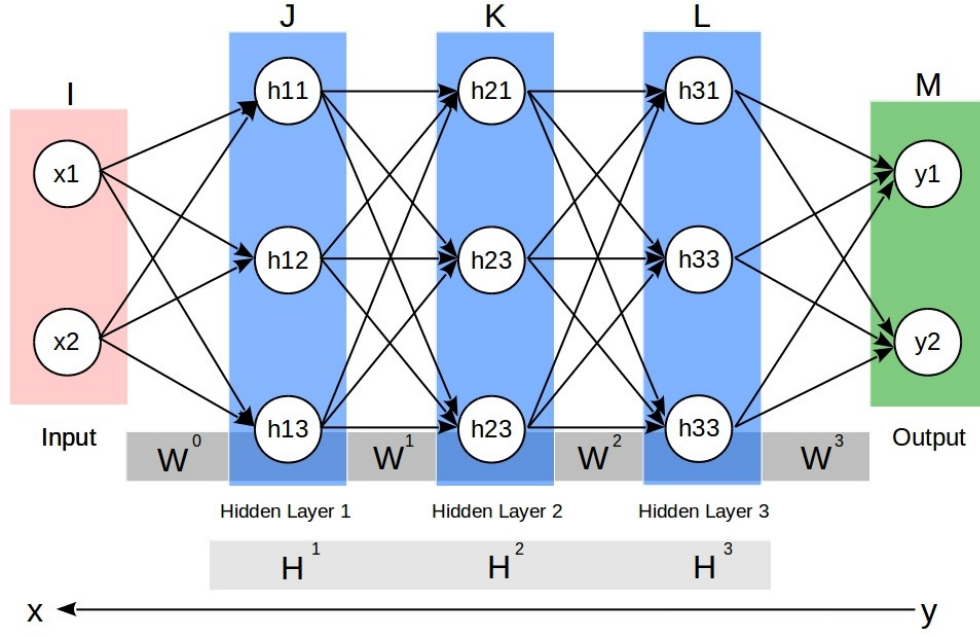 J K L
I M
h11 h21 h31
x1 y1
h12 h23 h33
x2 y2
h13 h23 h33
Input Output
W⁰ W¹ W² W³
Hidden Layer 1 Hidden Layer 2 Hidden Layer 3
H¹ H² H³
x y